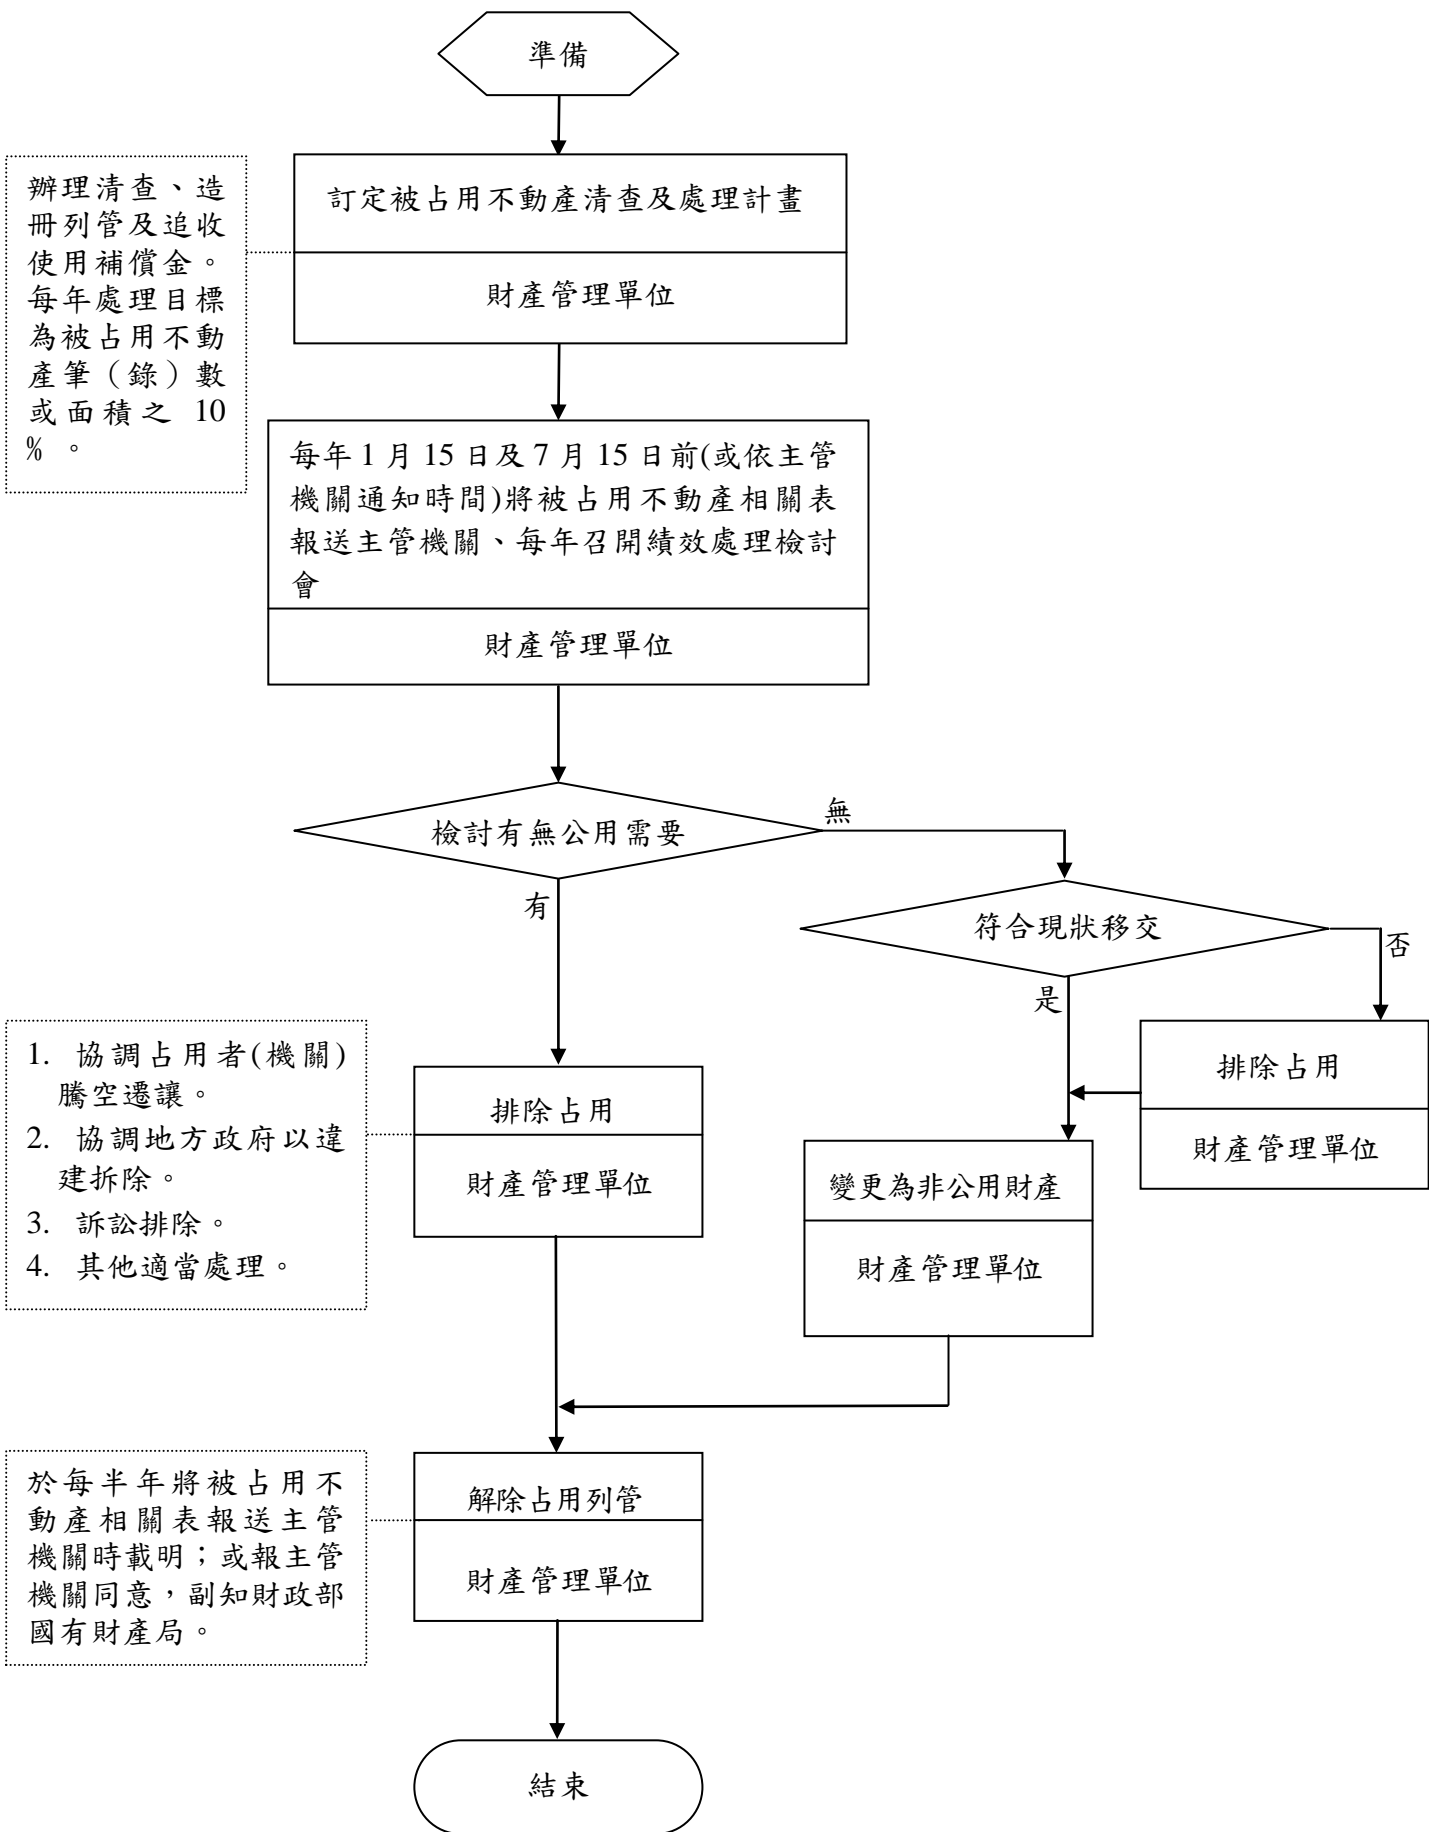 準備
辦理清查、造
冊列管及追收
使用補償金。
每年處理目標
為被占用不動
產筆（錄）數
或面積之 10
% 。
訂定被占用不動產清查及處理計畫
財產管理單位
每年 1 月 15 日及 7 月 15 日前(或依主管
機關通知時間)將被占用不動產相關表
報送主管機關、每年召開績效處理檢討
會
財產管理單位
檢討有無公用需要
無
有
符合現狀移交
否
是
1. 協調占用者(機關)
騰空遷讓。
2. 協調地方政府以違
建拆除。
3. 訴訟排除。
4. 其他適當處理。
排除占用
財產管理單位
排除占用
財產管理單位
變更為非公用財產
財產管理單位
於每半年將被占用不
動產相關表報送主管
機關時載明；或報主管
機關同意，副知財政部
國有財產局。
解除占用列管
財產管理單位
結束